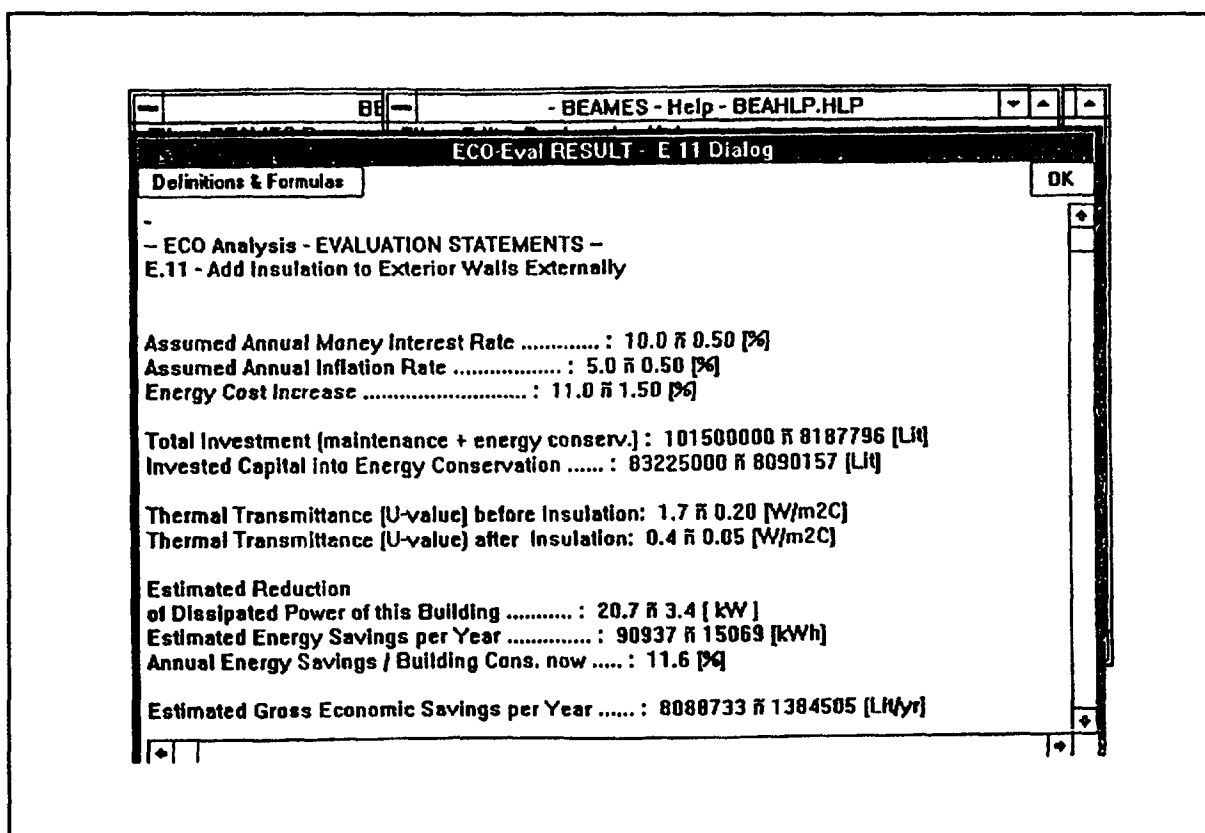 BE
- BEAMES - Help - BEAHLP.HLP
ECO-Eval RESULT - E 11 Dialog
Definitions & Formulas
OK
-
-- ECO Analysis - EVALUATION STATEMENTS --
E.11 - Add Insulation to Exterior Walls Externally
Assumed Annual Money Interest Rate ............. : 10.0 ñ 0.50 [%]
Assumed Annual Inflation Rate .................. : 5.0 ñ 0.50 [%]
Energy Cost Increase ........................... : 11.0 ñ 1.50 [%]
Total Investment (maintenance + energy conserv.) : 101500000 ñ 8187796 [Lit]
Invested Capital into Energy Conservation ...... : 83225000 ñ 8090157 [Lit]
Thermal Transmittance (U-value) before Insulation: 1.7 ñ 0.20 [W/m2C]
Thermal Transmittance (U-value) after Insulation: 0.4 ñ 0.05 [W/m2C]
Estimated Reduction
of Dissipated Power of this Building ........... : 20.7 ñ 3.4 [ kW ]
Estimated Energy Savings per Year .............. : 90937 ñ 15069 [kWh]
Annual Energy Savings / Building Cons. now ..... : 11.6 [%]
Estimated Gross Economic Savings per Year ...... : 8088733 ñ 1384505 [Lit/yr]